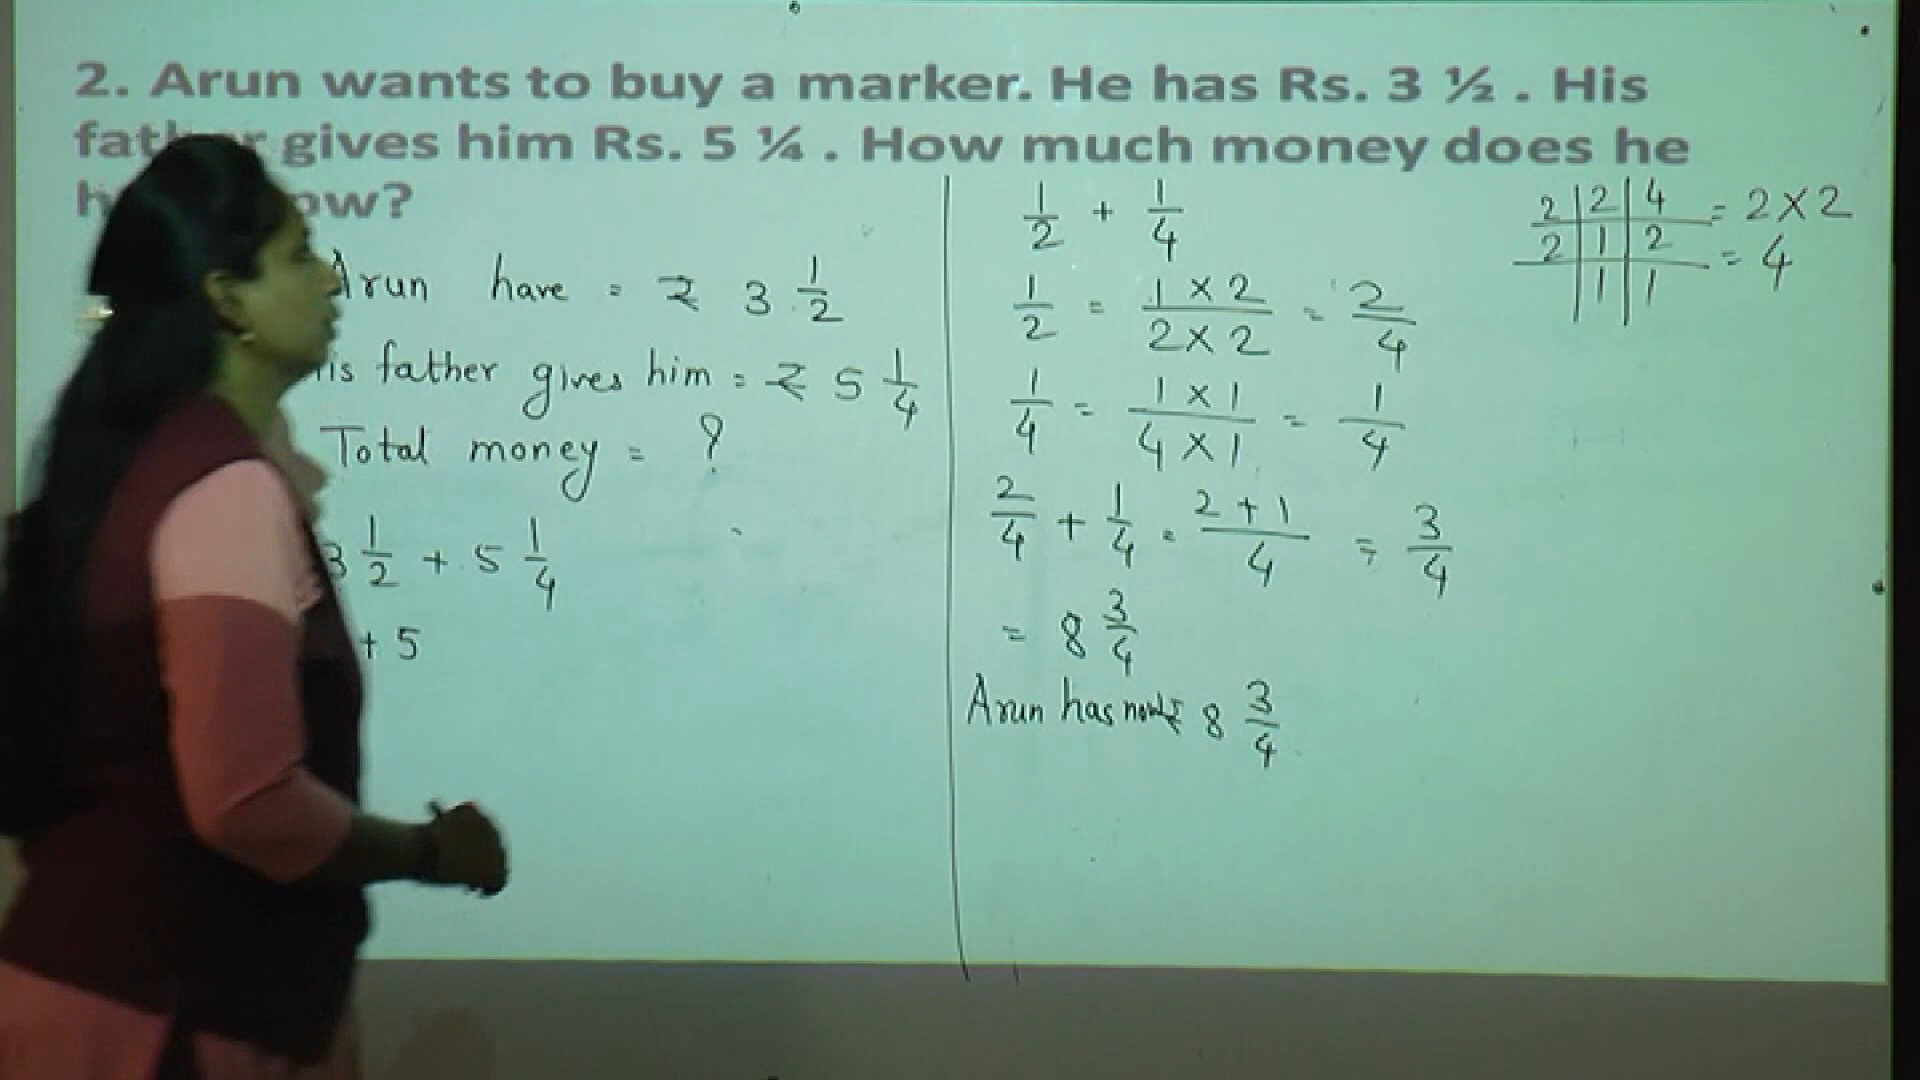 2. Arun wants to buy a marker. He has Rs. 3 ½ . His
gives him Rs. 5 ¼ . How much money does he
Arun have = ₹ 3 1/2
father gives him = ₹ 5 1/4
Total money = ?
3 1/2 + 5 1/4
+ 5
1/2 + 1/4
1/2 = 1 × 2 / 2 × 2 = 2/4
1/4 = 1 × 1 / 4 × 1 = 1/4
2/4 + 1/4 = 2 + 1 / 4 = 3/4
= 8 3/4
Arun has now ₹ 8 3/4
2 | 2 | 4 = 2 × 2
2 | 1 | 2 = 4
| 1 | 1